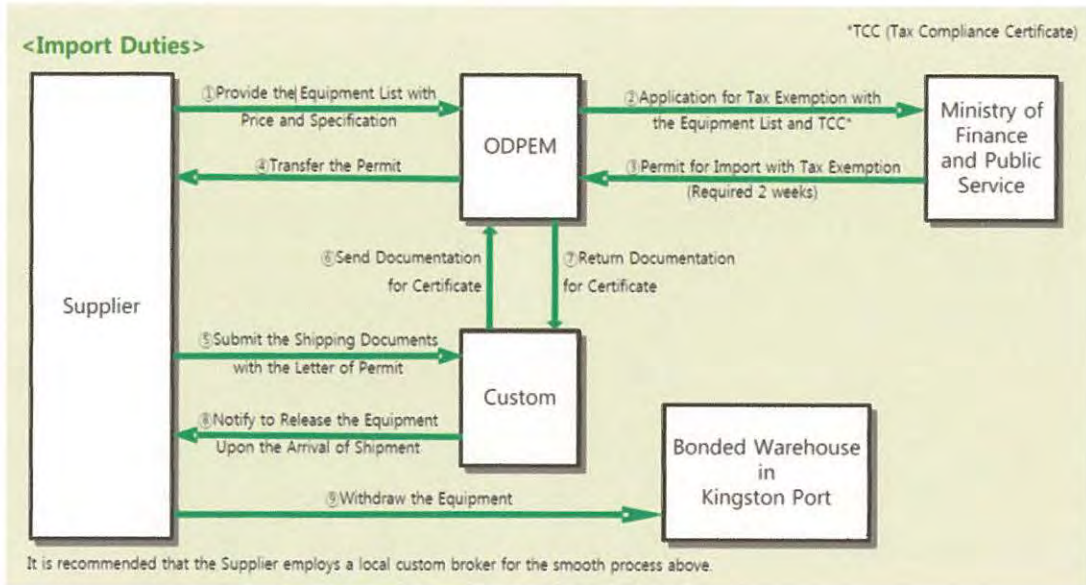 *TCC (Tax Compliance Certificate)
<Import Duties>
①Provide the Equipment List with
Price and Specification
②Application for Tax Exemption with
the Equipment List and TCC*
ODPEM
Ministry of
Finance
and Public
Service
④Transfer the Permit
③Permit for Import with Tax Exemption
(Required 2 weeks)
⑥Send Documentation
for Certificate
⑦Return Documentation
for Certificate
Supplier
⑤Submit the Shipping Documents
with the Letter of Permit
Custom
⑧Notify to Release the Equipment
Upon the Arrival of Shipment
Bonded Warehouse
in
Kingston Port
⑨Withdraw the Equipment
It is recommended that the Supplier employs a local custom broker for the smooth process above.